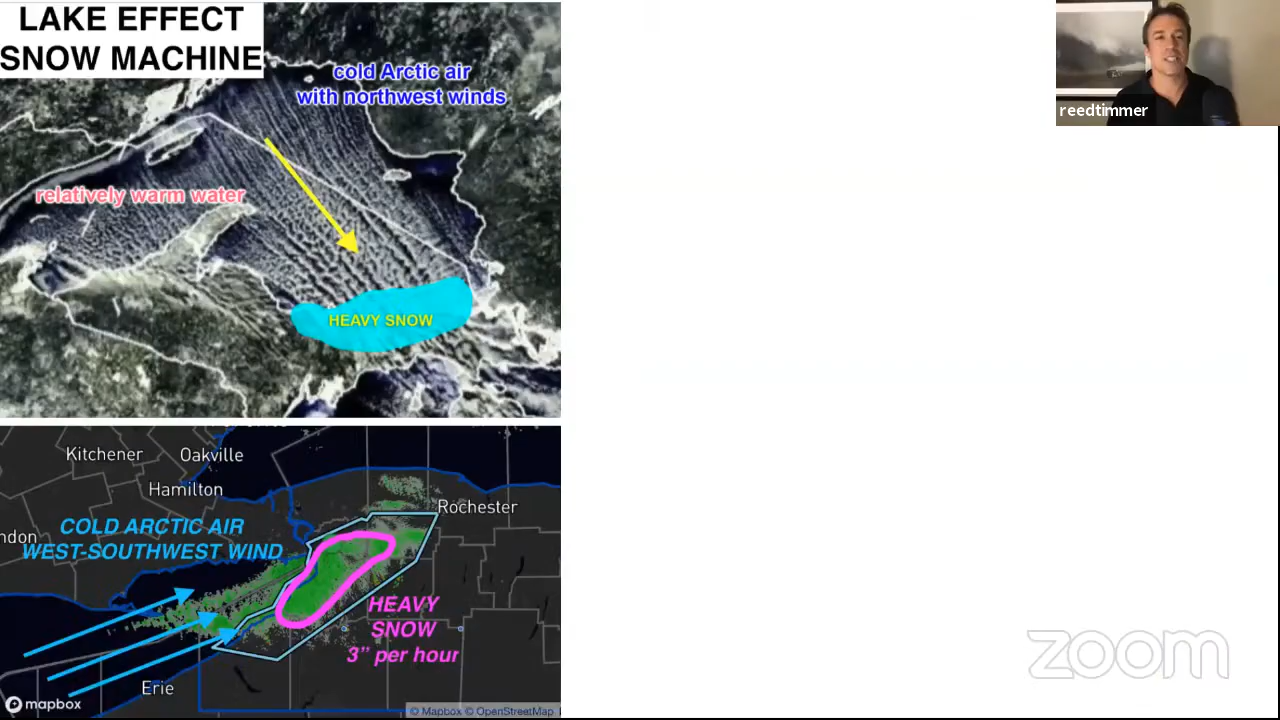 LAKE EFFECT
SNOW MACHINE
cold Arctic air
with northwest winds
relatively warm water
HEAVY SNOW
reedtimmer
Kitchener
Oakville
Hamilton
Rochester
ndon
COLD ARCTIC AIR
WEST-SOUTHWEST WIND
HEAVY
SNOW
3” per hour
Erie
mapbox
© Mapbox © OpenStreetMap
zoom